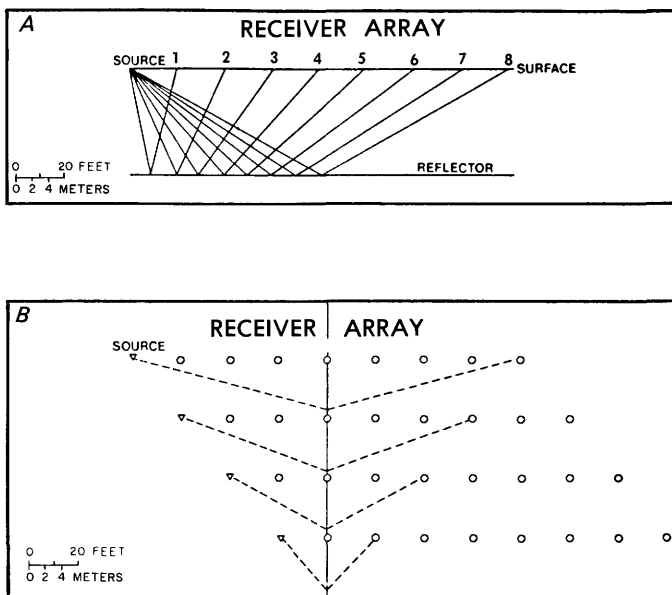 A
RECEIVER ARRAY
SOURCE 1 2 3 4 5 6 7 8 SURFACE
REFLECTOR
0 20 FEET
0 2 4 METERS
B
RECEIVER ARRAY
SOURCE
0 20 FEET
0 2 4 METERS